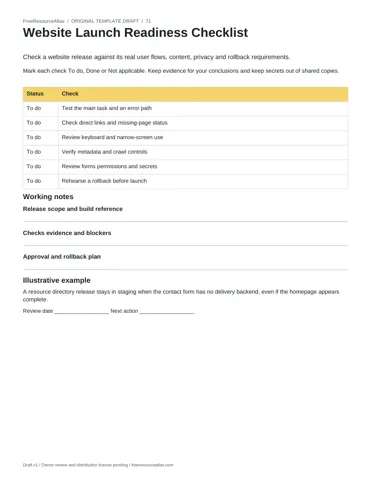 FreeResourceAtlas / ORIGINAL TEMPLATE DRAFT / 71
Website Launch Readiness Checklist
Check a website release against its real user flows, content, privacy and rollback requirements.
Mark each check To do, Done or Not applicable. Keep evidence for your conclusions and keep secrets out of shared copies.
Status Check
To do Test the main task and an error path
To do Check direct links and missing-page status
To do Review keyboard and narrow-screen use
To do Verify metadata and crawl controls
To do Review forms permissions and secrets
To do Rehearse a rollback before launch
Working notes
Release scope and build reference
Checks evidence and blockers
Approval and rollback plan
Illustrative example
A resource directory release stays in staging when the contact form has no delivery backend, even if the homepage appears
complete.
Review date ___________________ Next action ___________________
Draft v1 / Owner review and distribution license pending / freeresourceatlas.com